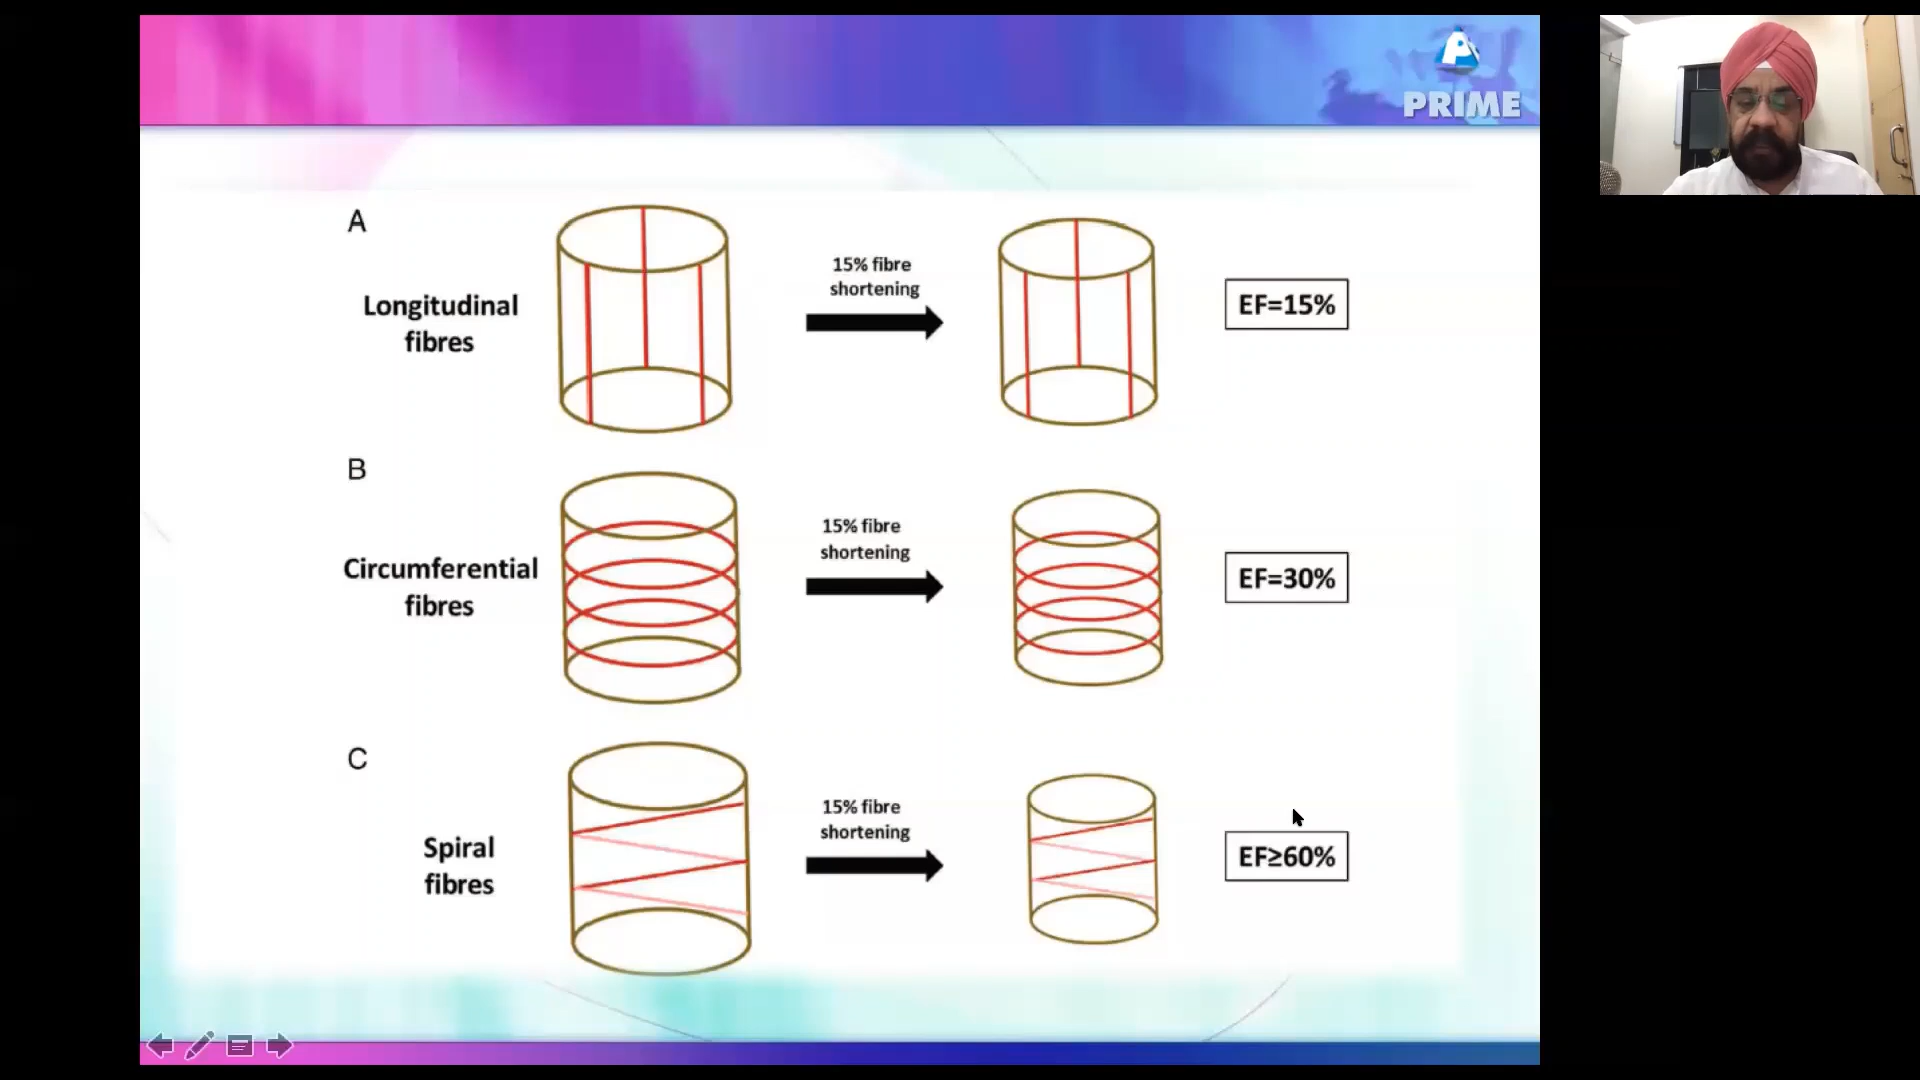 PRIME
A
Longitudinal
fibres
15% fibre
shortening
EF=15%
B
Circumferential
fibres
15% fibre
shortening
EF=30%
C
Spiral
fibres
15% fibre
shortening
EF≥60%